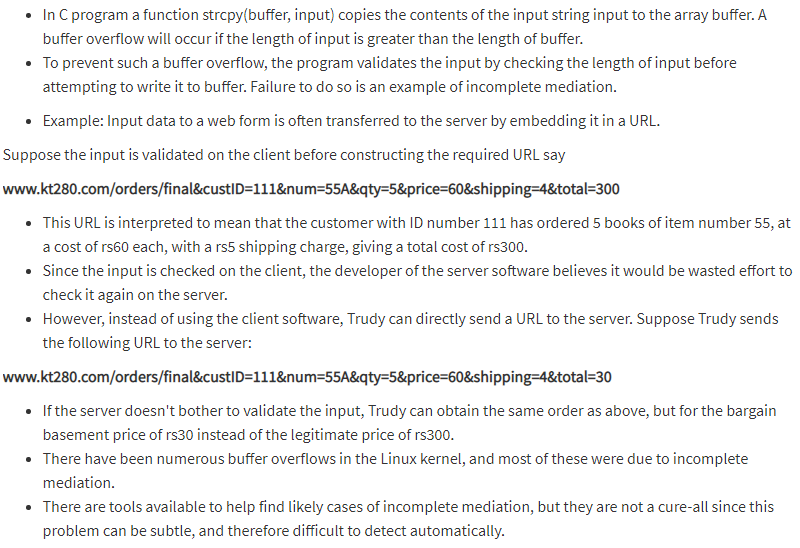 • In C program a function strcpy(buffer, input) copies the contents of the input string input to the array buffer. A
buffer overflow will occur if the length of input is greater than the length of buffer.
• To prevent such a buffer overflow, the program validates the input by checking the length of input before
attempting to write it to buffer. Failure to do so is an example of incomplete mediation.
• Example: Input data to a web form is often transferred to the server by embedding it in a URL.
Suppose the input is validated on the client before constructing the required URL say
www.kt280.com/orders/final&custID=111&num=55A&qty=5&price=60&shipping=4&total=300
• This URL is interpreted to mean that the customer with ID number 111 has ordered 5 books of item number 55, at
a cost of rs60 each, with a rs5 shipping charge, giving a total cost of rs300.
• Since the input is checked on the client, the developer of the server software believes it would be wasted effort to
check it again on the server.
• However, instead of using the client software, Trudy can directly send a URL to the server. Suppose Trudy sends
the following URL to the server:
www.kt280.com/orders/final&custID=111&num=55A&qty=5&price=60&shipping=4&total=30
• If the server doesn't bother to validate the input, Trudy can obtain the same order as above, but for the bargain
basement price of rs30 instead of the legitimate price of rs300.
• There have been numerous buffer overflows in the Linux kernel, and most of these were due to incomplete
mediation.
• There are tools available to help find likely cases of incomplete mediation, but they are not a cure-all since this
problem can be subtle, and therefore difficult to detect automatically.